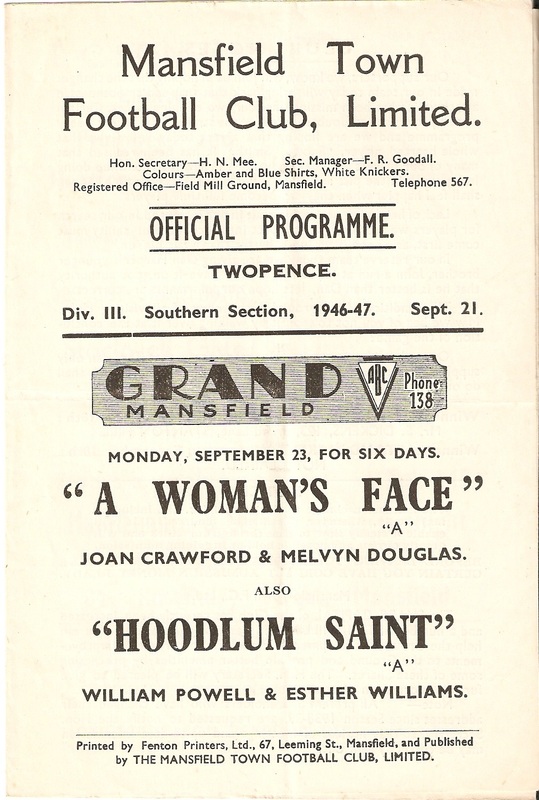 Mansfield Town
Football Club, Limited.
Hon. Secretary—H. N. Mee. Sec. Manager—F. R. Goodall.
Colours—Amber and Blue Shirts, White Knickers.
Registered Office—Field Mill Ground, Mansfield. Telephone 567.
OFFICIAL PROGRAMME.
TWOPENCE.
Div. III. Southern Section, 1946-47. Sept. 21.
GRAND ABC Phone:
MANSFIELD 138
MONDAY, SEPTEMBER 23, FOR SIX DAYS.
“A WOMAN'S FACE”
“A”
JOAN CRAWFORD & MELVYN DOUGLAS.
ALSO
“HOODLUM SAINT”
“A”
WILLIAM POWELL & ESTHER WILLIAMS.
Printed by Fenton Printers, Ltd., 67, Leeming St., Mansfield, and Published
by THE MANSFIELD TOWN FOOTBALL CLUB, LIMITED.